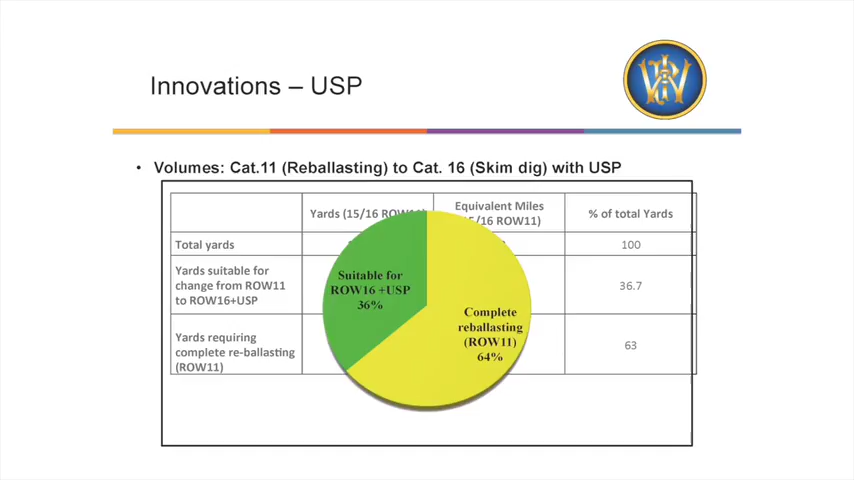 Innovations – USP
• Volumes: Cat.11 (Reballasting) to Cat. 16 (Skim dig) with USP
Yards (15/16
Equivalent Miles
ROW11)
% of total Yards
Total yards
100
Yards suitable for
change from ROW11
to ROW16+USP
36.7
Yards requiring
complete re-ballasting
(ROW11)
63
Suitable for
ROW16 +USP
36%
Complete
reballasting
(ROW11)
64%